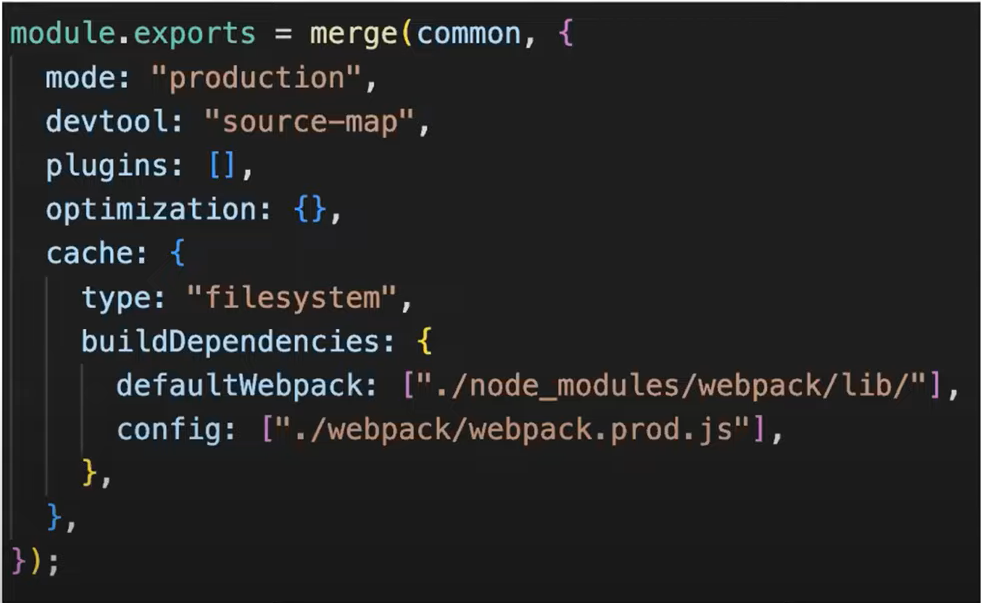 module.exports = merge(common, {
  mode: "production",
  devtool: "source-map",
  plugins: [],
  optimization: {},
  cache: {
    type: "filesystem",
    buildDependencies: {
      defaultWebpack: ["./node_modules/webpack/lib/"],
      config: ["./webpack/webpack.prod.js"],
    },
  },
});